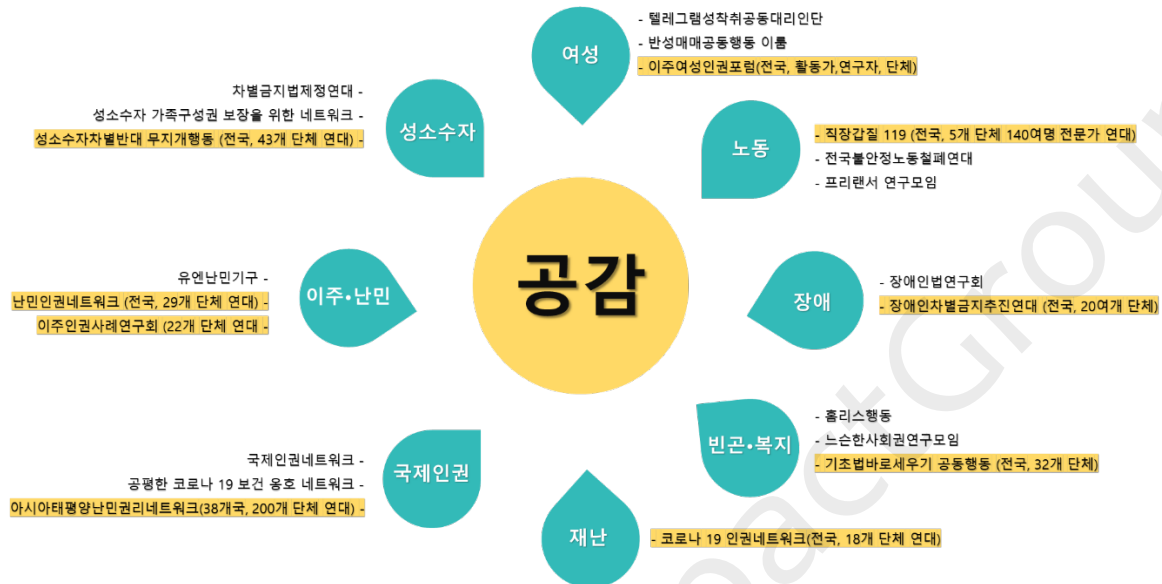 여성
- 텔레그램성착취공동대리인단
- 반성매매공동행동 이룸
- 이주여성인권포럼(전국, 활동가,연구자, 단체)
차별금지법제정연대 -
성소수자 가족구성권 보장을 위한 네트워크 -
성소수자차별반대 무지개행동 (전국, 43개 단체 연대) -
성소수자
노동
- 직장갑질 119 (전국, 5개 단체 140여명 전문가 연대)
- 전국불안정노동철폐연대
- 프리랜서 연구모임
공감
유엔난민기구 -
난민인권네트워크 (전국, 29개 단체 연대) -
이주인권사례연구회 (22개 단체 연대 -
이주•난민
장애
- 장애인법연구회
- 장애인차별금지추진연대 (전국, 20여개 단체)
국제인권네트워크 -
공평한 코로나 19 보건 옹호 네트워크 -
아시아태평양난민권리네트워크(38개국, 200개 단체 연대) -
국제인권
빈곤•복지
- 홈리스행동
- 느슨한사회권연구모임
- 기초법바로세우기 공동행동 (전국, 32개 단체)
재난
- 코로나 19 인권네트워크(전국, 18개 단체 연대)